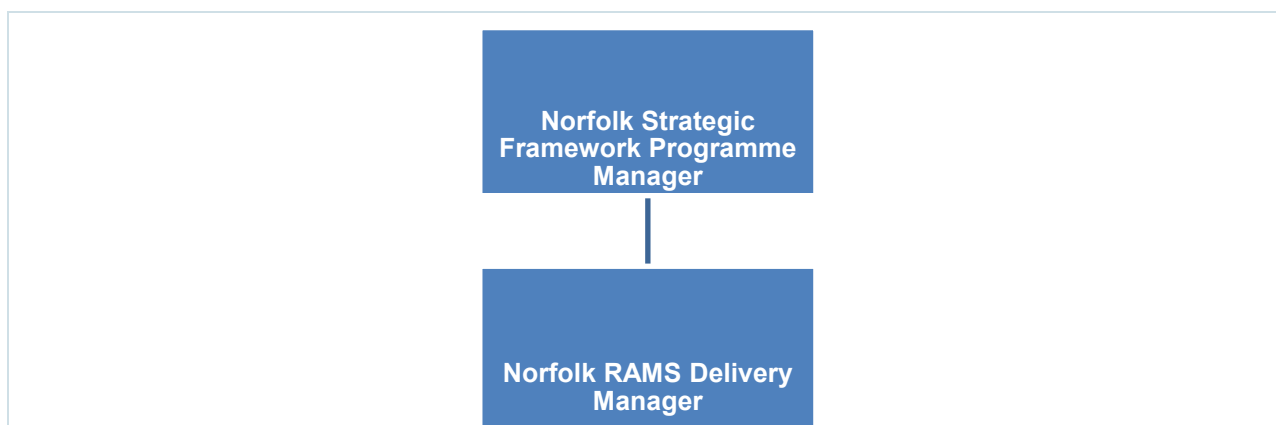 Norfolk Strategic
Framework Programme
Manager
Norfolk RAMS Delivery
Manager